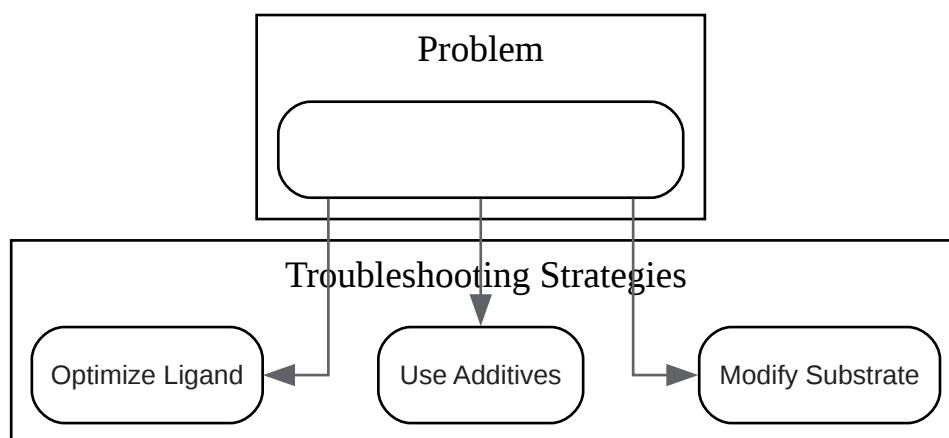 Problem
Troubleshooting Strategies
Optimize Ligand
Use Additives
Modify Substrate